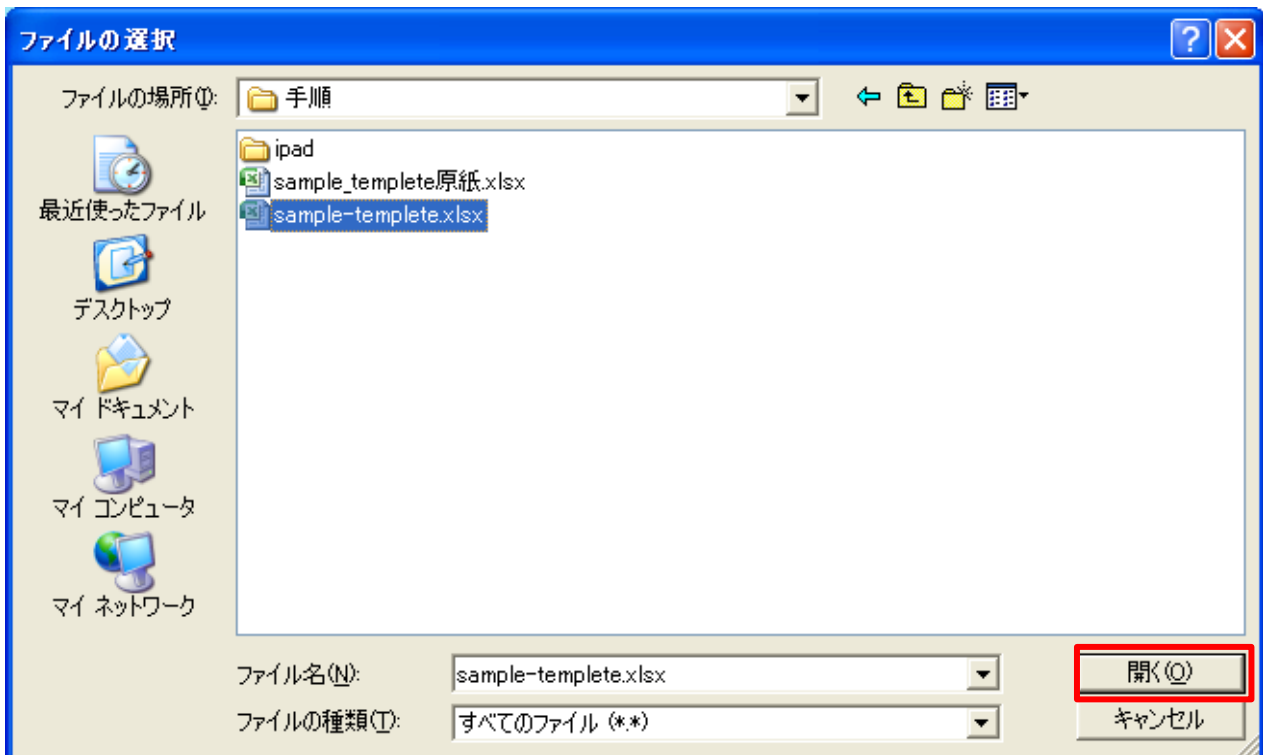 ファイルの選択
ファイルの場所(I):
手順
ipad
sample_templete原紙.xlsx
sample-templete.xlsx
最近使ったファイル
デスクトップ
マイ ドキュメント
マイ コンピュータ
マイ ネットワーク
ファイル名(N):
sample-templete.xlsx
開く(O)
ファイルの種類(T):
すべてのファイル (*.*)
キャンセル